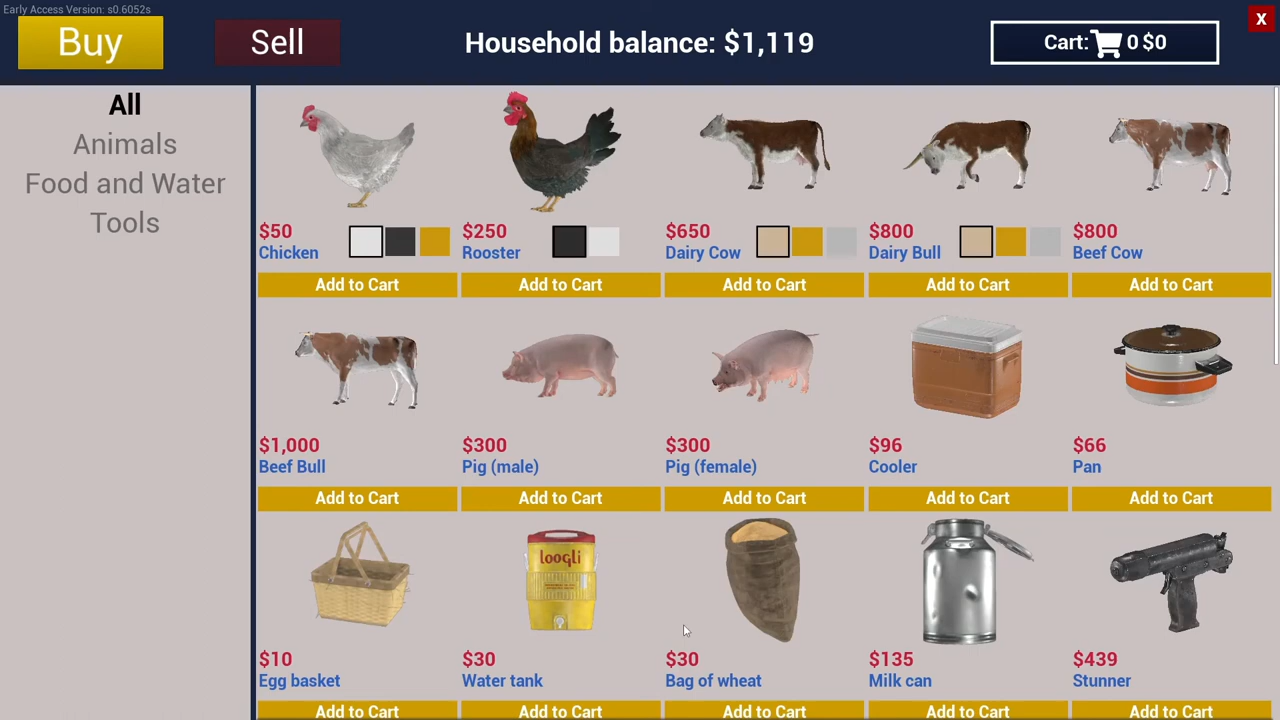 Early Access Version: s0.6052s
Buy
Sell
Household balance: $1,119
Cart: 0 $0
X
All
Animals
Food and Water
Tools
$50
Chicken
Add to Cart
$250
Rooster
Add to Cart
$650
Dairy Cow
Add to Cart
$800
Dairy Bull
Add to Cart
$800
Beef Cow
Add to Cart
$1,000
Beef Bull
Add to Cart
$300
Pig (male)
Add to Cart
$300
Pig (female)
Add to Cart
$96
Cooler
Add to Cart
$66
Pan
Add to Cart
loogli
$10
Egg basket
Add to Cart
$30
Water tank
Add to Cart
$30
Bag of wheat
Add to Cart
$135
Milk can
Add to Cart
$439
Stunner
Add to Cart